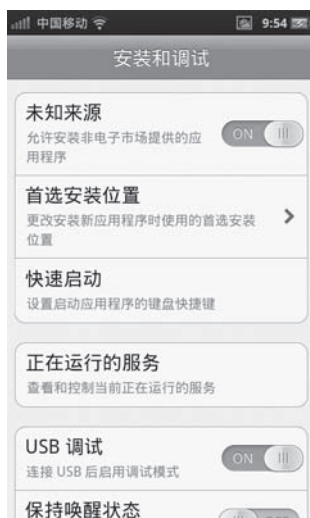 中国移动 9:54
安装和调试
未知来源
允许安装非电子市场提供的应
用程序
ON
首选安装位置
更改安装新应用程序时使用的首选安装
位置
快速启动
设置启动应用程序的键盘快捷键
正在运行的服务
查看和控制当前正在运行的服务
USB 调试
连接 USB 后启用调试模式
ON
保持唤醒状态